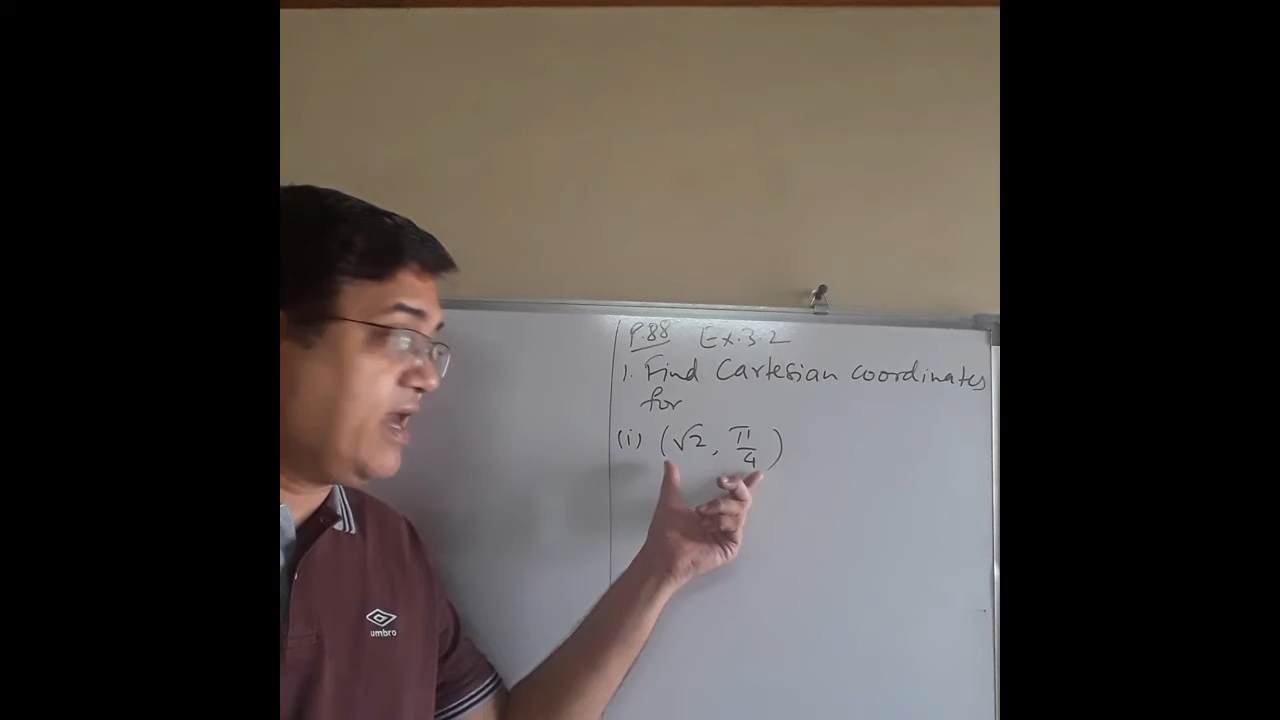 P.88 Ex.3.2
1. Find Cartesian coordinates
for
(i) (√2, π/4)
umbro